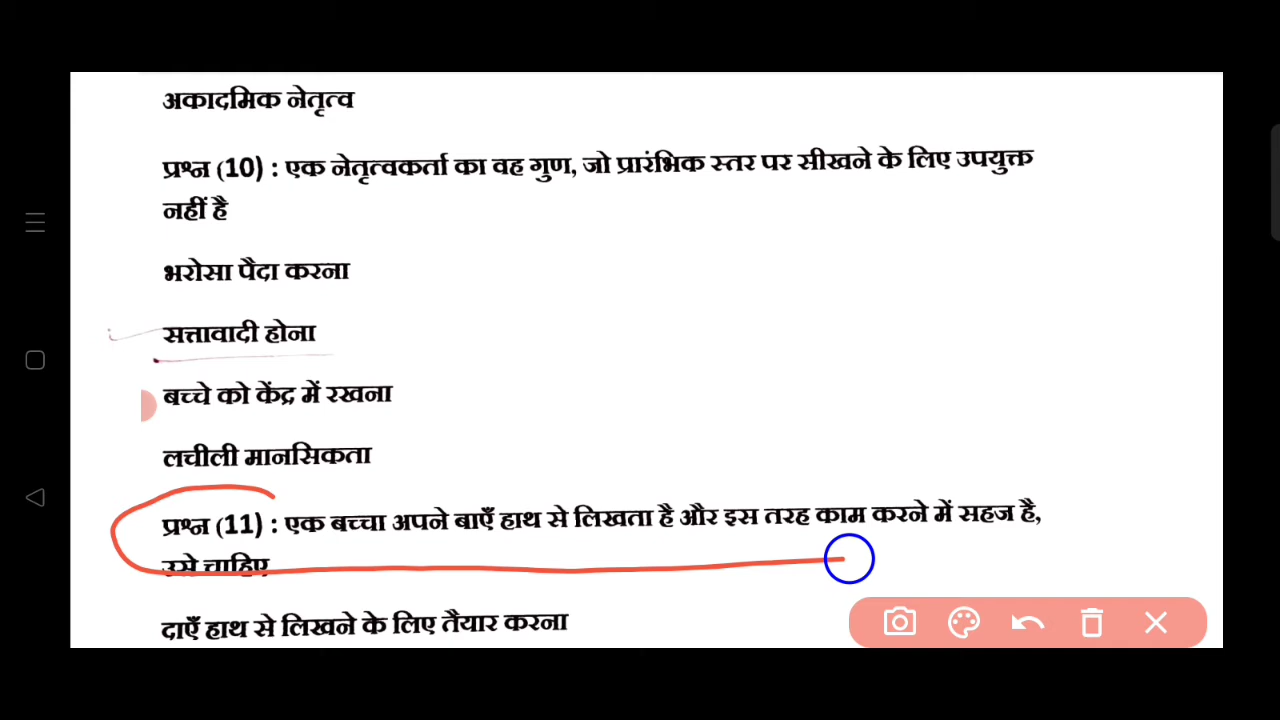 अकादमिक नेतृत्व
प्रश्न (10) : एक नेतृत्वकर्ता का वह गुण, जो प्रारंभिक स्तर पर सीखने के लिए उपयुक्त
नहीं है
भरोसा पैदा करना
सत्तावादी होना
बच्चे को केंद्र में रखना
लचीली मानसिकता
प्रश्न (11) : एक बच्चा अपने बाएँ हाथ से लिखता है और इस तरह काम करने में सहज है,
उसे चाहिए
दाएँ हाथ से लिखने के लिए तैयार करना